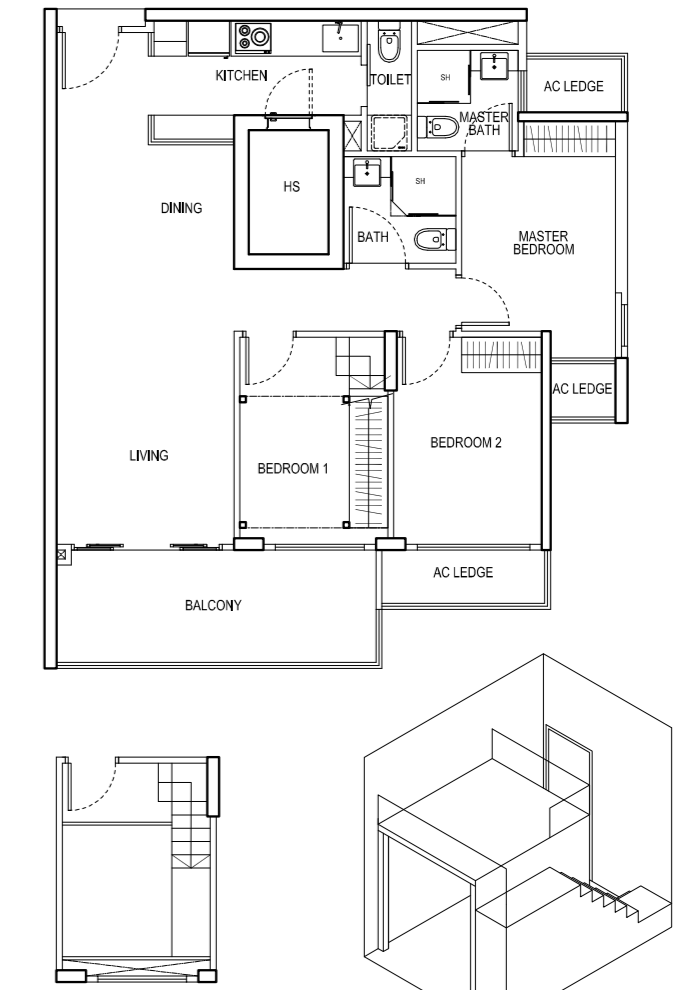 KITCHEN
TOILET
SH
AC LEDGE
MASTER
BATH
HS
SH
DINING
BATH
MASTER
BEDROOM
AC LEDGE
LIVING
BEDROOM 1
BEDROOM 2
AC LEDGE
BALCONY